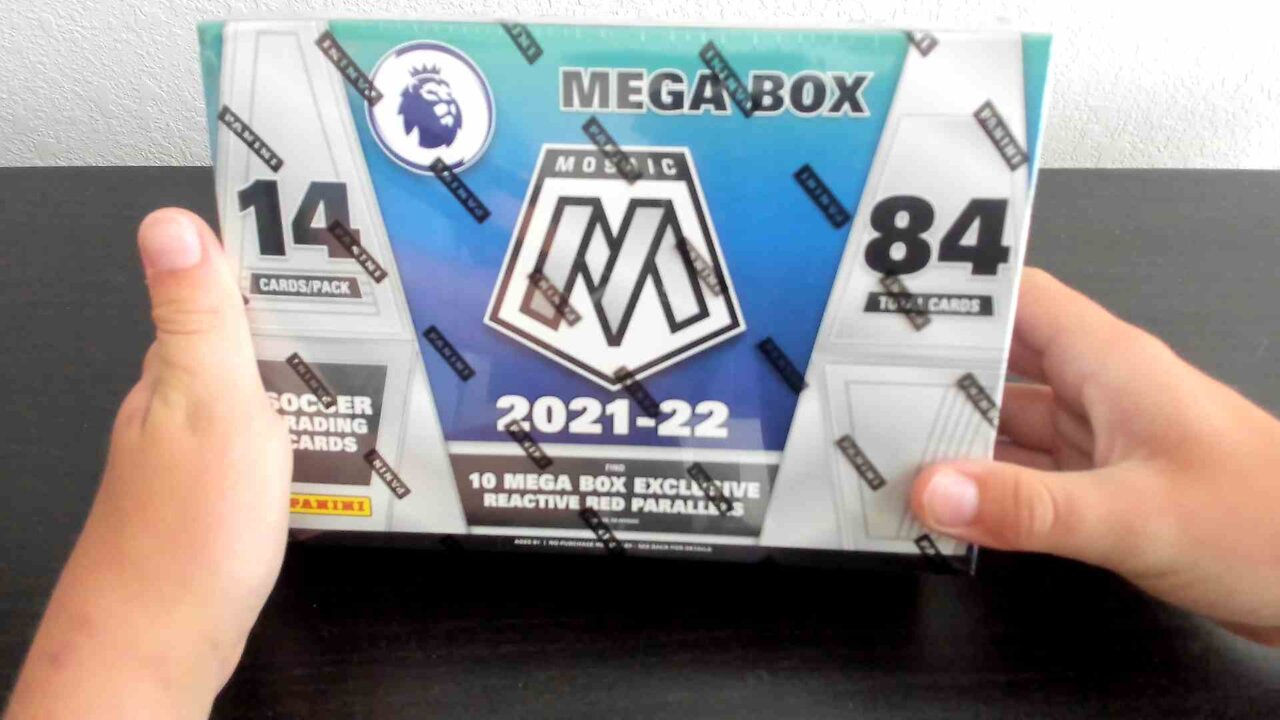 MEGA BOX
MOSAIC
14
CARDS/PACK
84
TOTAL CARDS
SOCCER
TRADING
CARDS
PANINI
2021-22
FIND
10 MEGA BOX EXCLUSIVE
REACTIVE RED PARALLELS